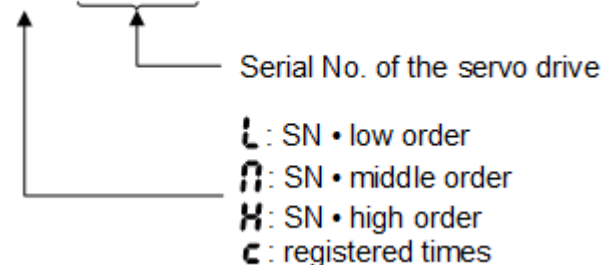 Serial No. of the servo drive
L: SN • low order
n: SN • middle order
H: SN • high order
c: registered times